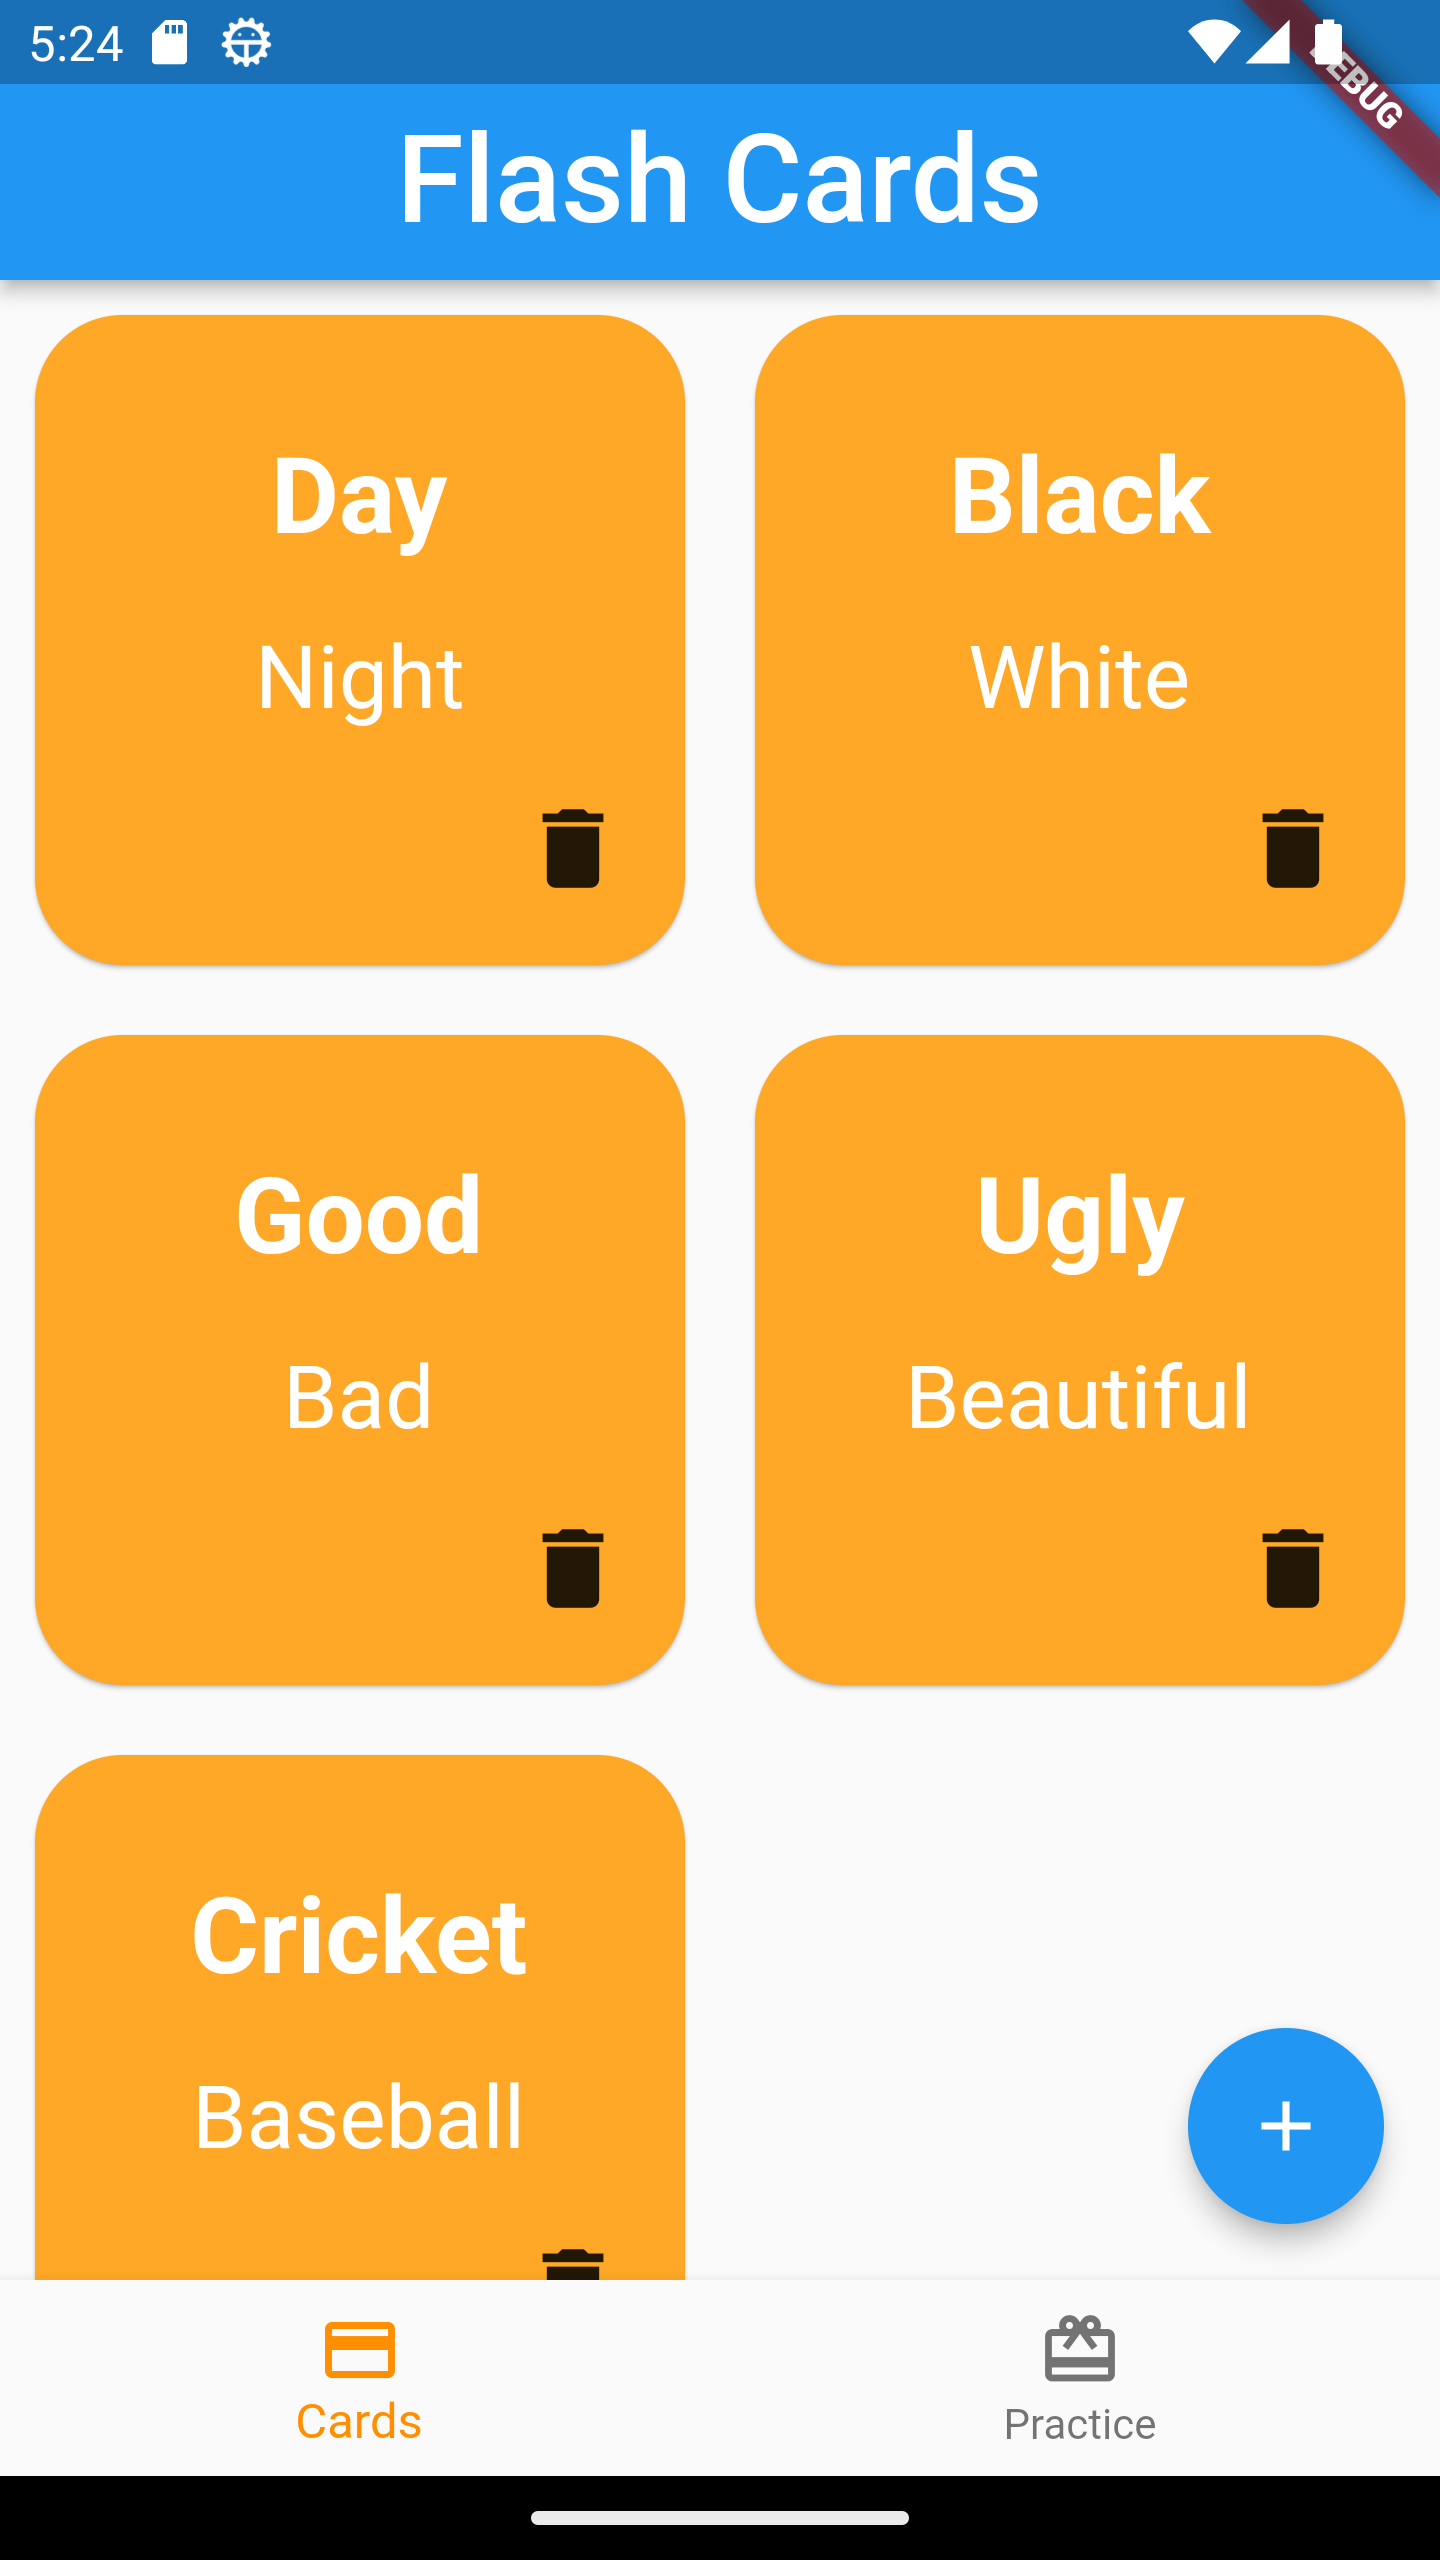 5:24
DEBUG
Flash Cards
Day
Night
Black
White
Good
Bad
Ugly
Beautiful
Cricket
Baseball
Cards
Practice